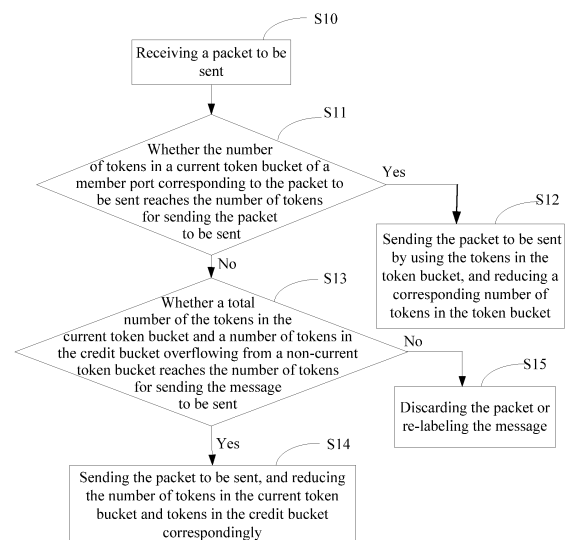 S10
Receiving a packet to be
sent
S11
Whether the number
of tokens in a current token bucket of a
member port corresponding to the packet to
be sent reaches the number of tokens
for sending the packet
to be sent
Yes
S12
Sending the packet to be sent
by using the tokens in the
token bucket, and reducing a
corresponding number of
tokens in the token bucket
No
S13
Whether a total
number of the tokens in the
current token bucket and a number of tokens in
the credit bucket overflowing from a non-current
token bucket reaches the number of tokens
for sending the message
to be sent
No
S15
Discarding the packet or
re-labeling the message
Yes
S14
Sending the packet to be sent, and reducing
the number of tokens in the current token
bucket and tokens in the credit bucket
correspondingly